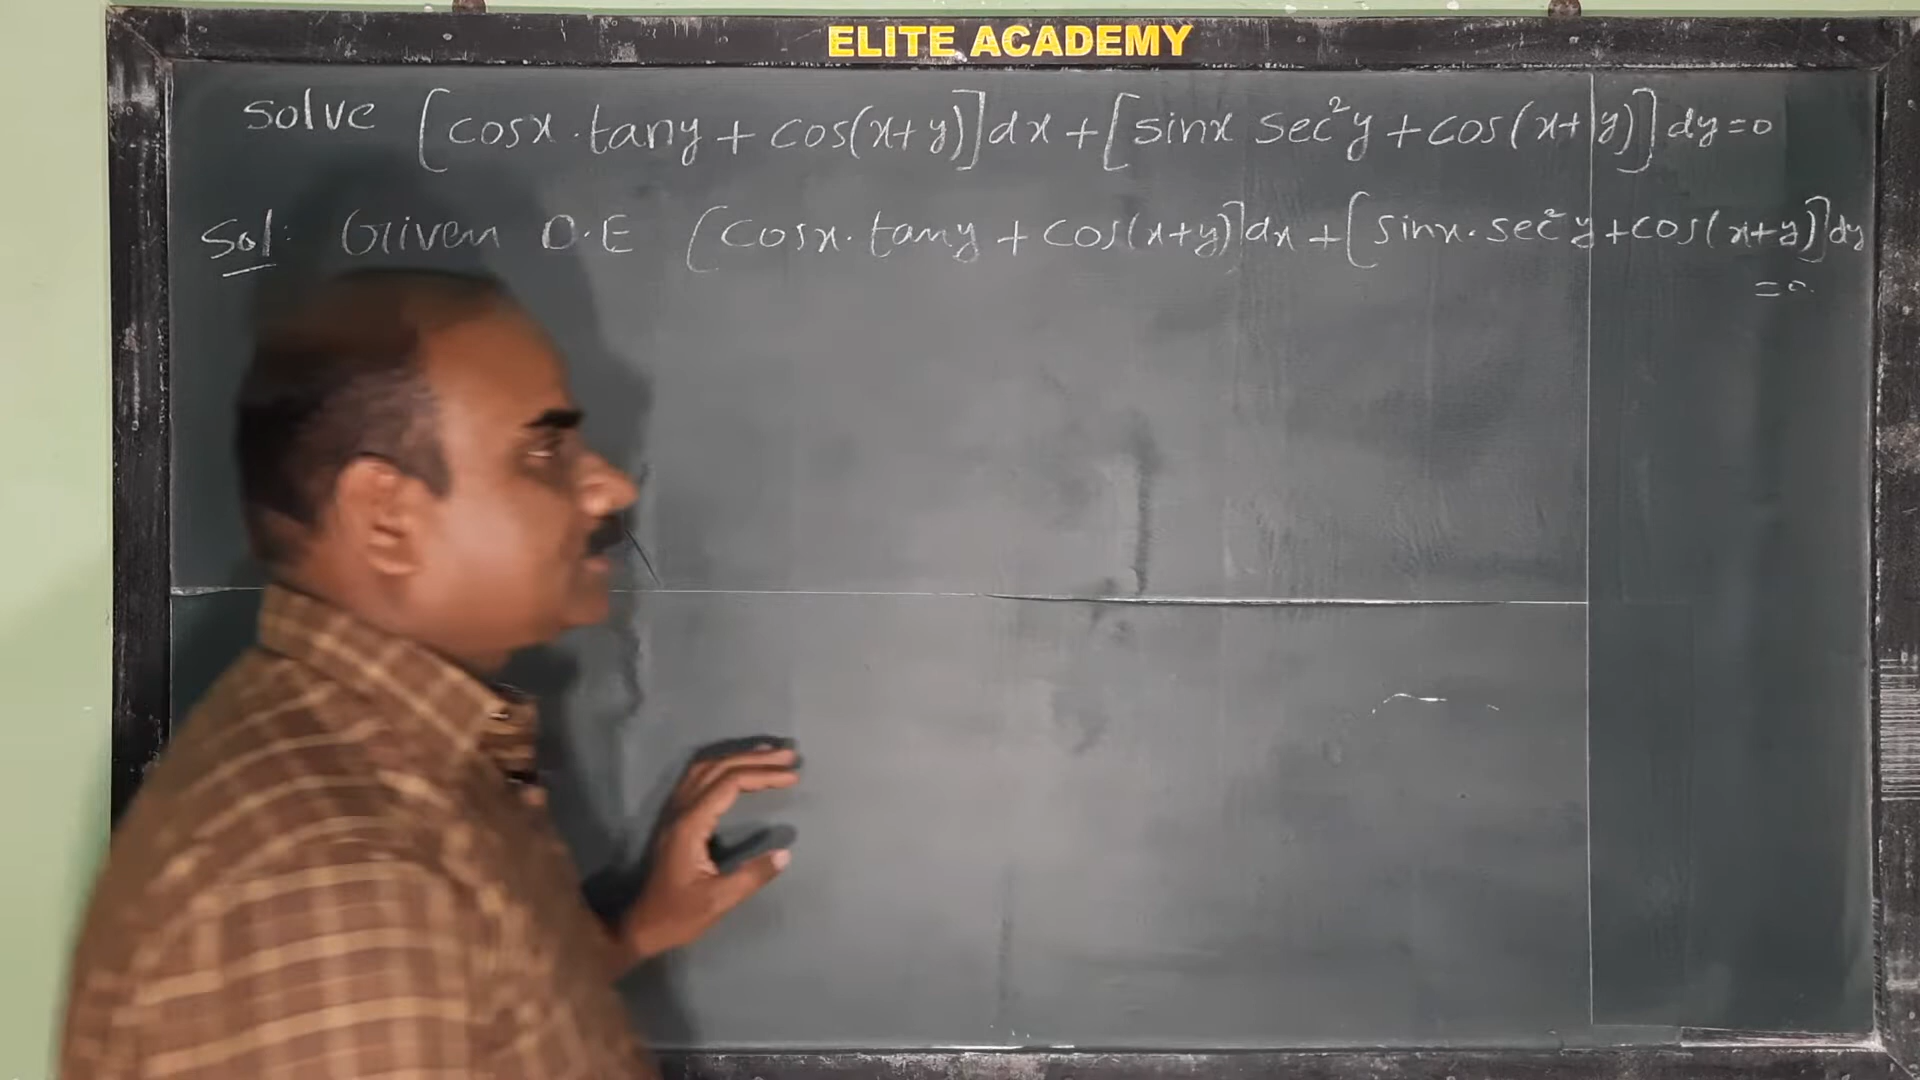 ELITE ACADEMY
Solve [cosx.tany+cos(x+y)]dx+[sinx sec²y+cos(x+y)]dy=0
Sol: Given D.E [cosx.tany+cos(x+y)]dx+[sinx.sec²y+cos(x+y)]dy
=0